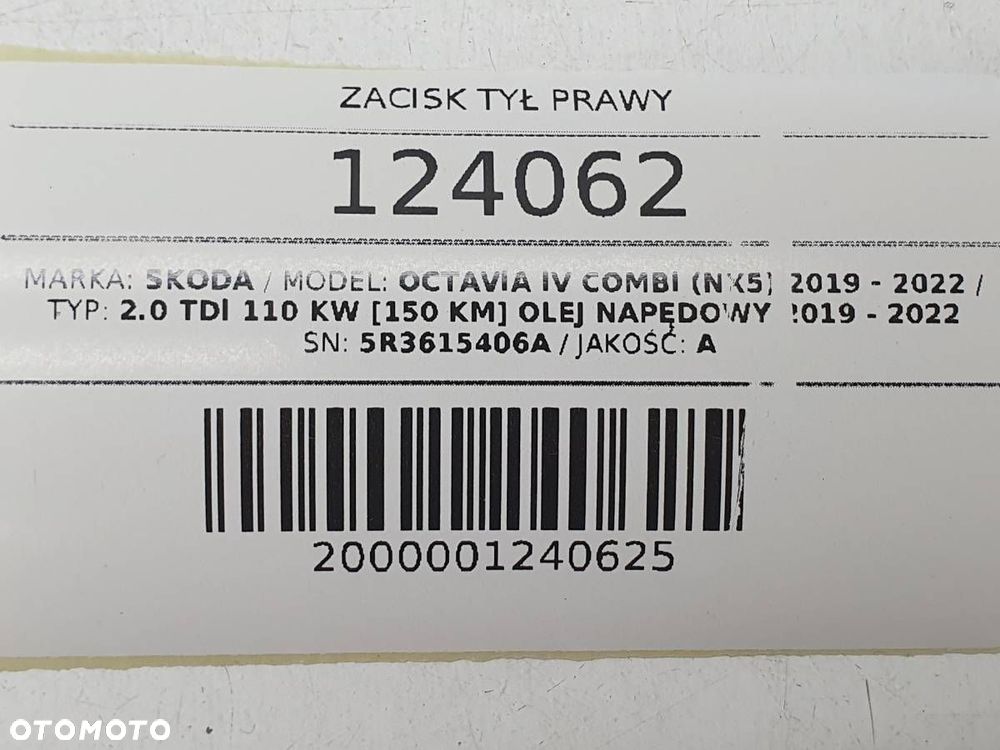 ZACISK TYŁ PRAWY
124062
MARKA: SKODA / MODEL: OCTAVIA IV COMBI (NX5) 2019 - 2022 /
TYP: 2.0 TDI 110 KW [150 KM] OLEJ NAPĘDOWY 2019 - 2022
SN: 5R3615406A / JAKOŚĆ: A
2000001240625
OTOMOTO